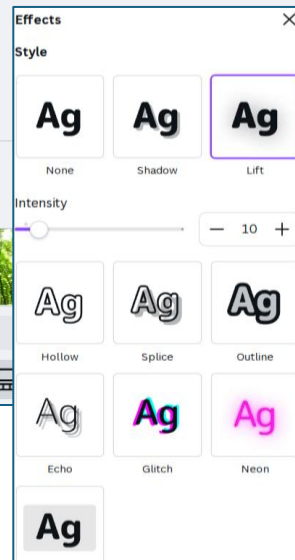 Effects
Style
Ag Ag Ag
None Shadow Lift
Intensity
10
Ag Ag Ag
Hollow Splice Outline
Ag Ag Ag
Echo Glitch Neon
Ag